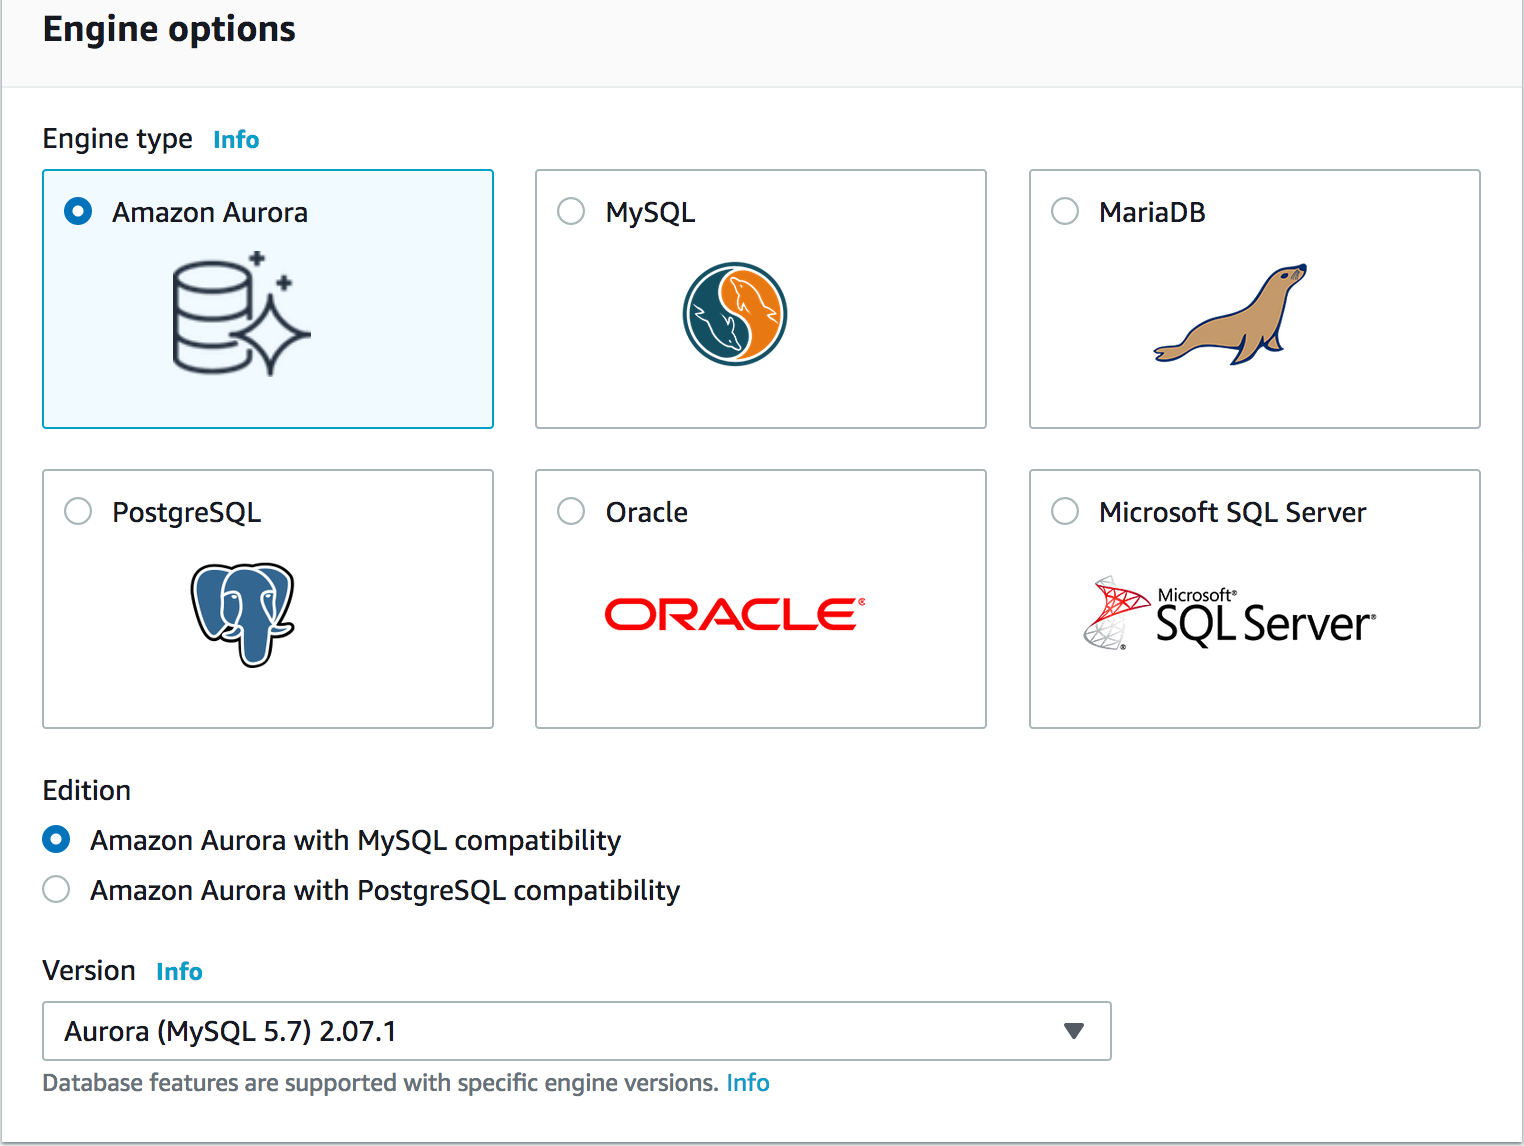 Engine options
Engine type Info
Amazon Aurora
MySQL
MariaDB
PostgreSQL
Oracle
Microsoft SQL Server
ORACLE®
Microsoft®
SQL Server®
®
Edition
Amazon Aurora with MySQL compatibility
Amazon Aurora with PostgreSQL compatibility
Version Info
Aurora (MySQL 5.7) 2.07.1
Database features are supported with specific engine versions. Info